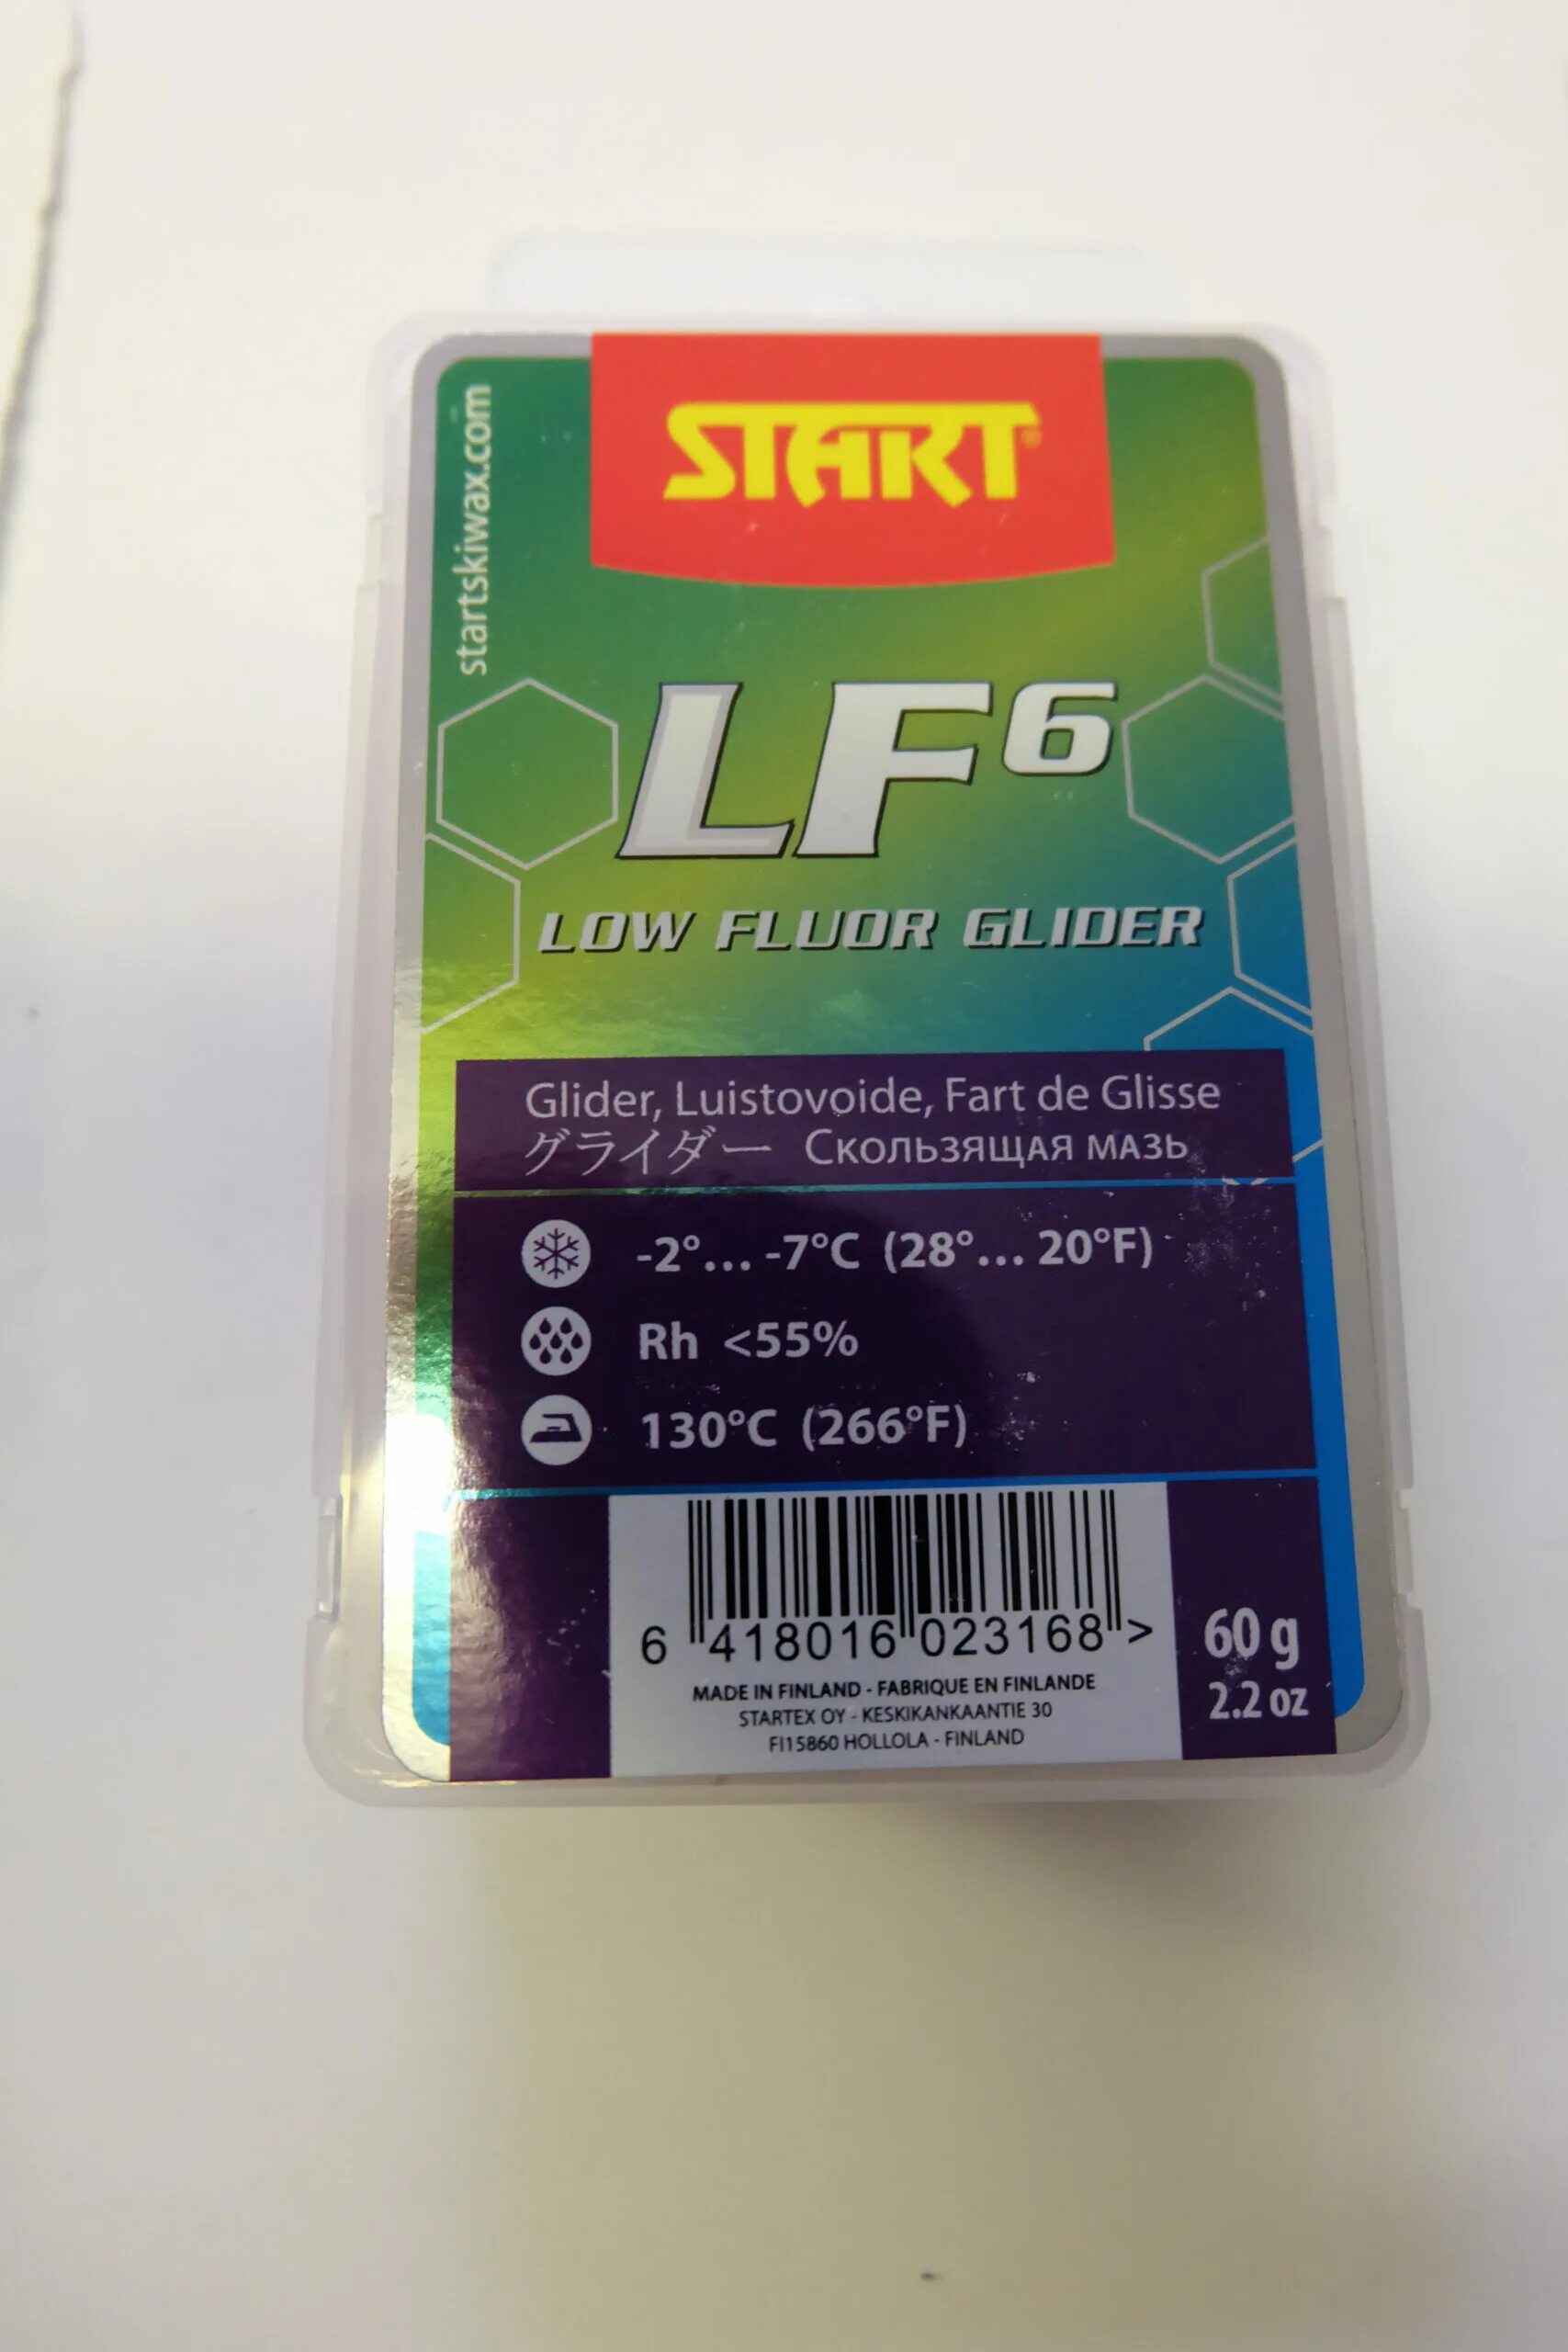 START®
startskiwax.com
LF⁶
LOW FLUOR GLIDER
Glider, Luistovoide, Fart de Glisse
グライダー Скользящая мазь
-2°... -7°C (28°... 20°F)
Rh <55%
130°C (266°F)
6 418016 023168 >
MADE IN FINLAND - FABRIQUE EN FINLANDE
STARTEX OY - KESKIKANKAANTIE 30
FI15860 HOLLOLA - FINLAND
60 g
2.2 oz